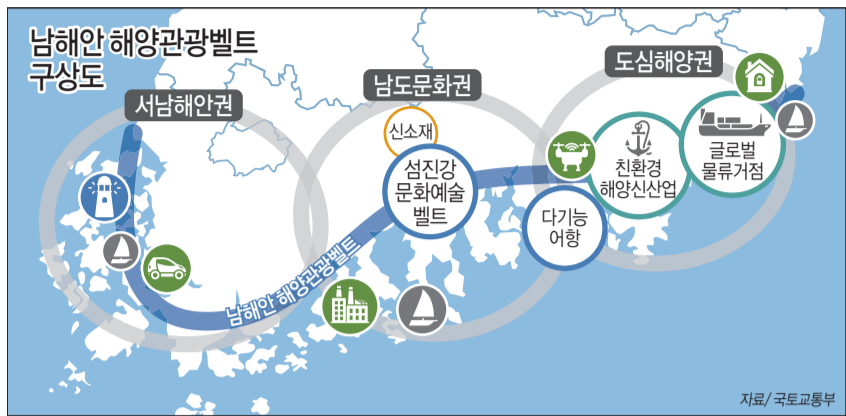 남해안 해양관광벨트
구상도
서남해안권
남도문화권
도심해양권
신소재
섬진강
문화예술
벨트
다기능
어항
친환경
해양신산업
글로벌
물류거점
남해안 해양관광벨트
자료/ 국토교통부